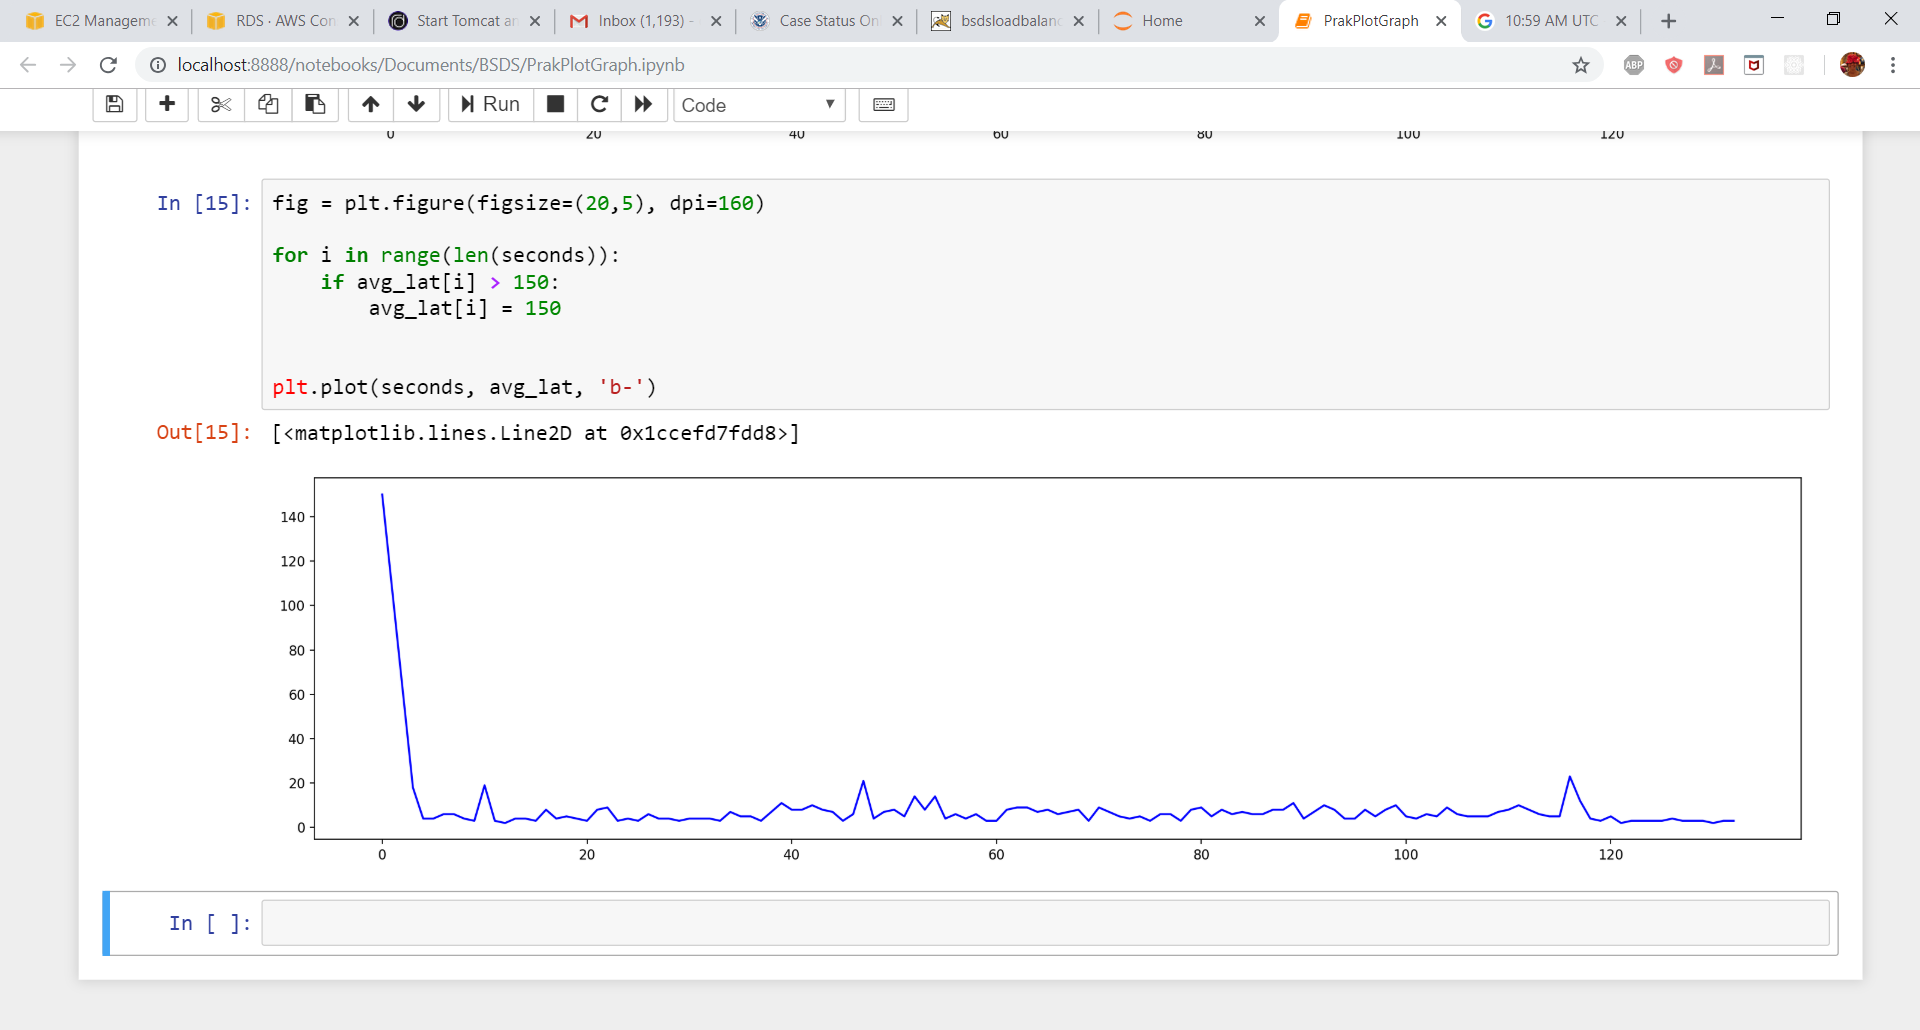 EC2 Manageme
RDS · AWS Con
Start Tomcat an
Inbox (1,193) -
Case Status On
bsdsloadbalanc
Home
PrakPlotGraph
10:59 AM UTC
localhost:8888/notebooks/Documents/BSDS/PrakPlotGraph.ipynb
ABP
Run
Code
0 20 40 60 80 100 120
In [15]:
fig = plt.figure(figsize=(20,5), dpi=160)
for i in range(len(seconds)):
if avg_lat[i] > 150:
avg_lat[i] = 150
plt.plot(seconds, avg_lat, 'b-')
Out[15]: [<matplotlib.lines.Line2D at 0x1ccefd7fdd8>]
140
120
100
80
60
40
20
0
0 20 40 60 80 100 120
In [ ]: